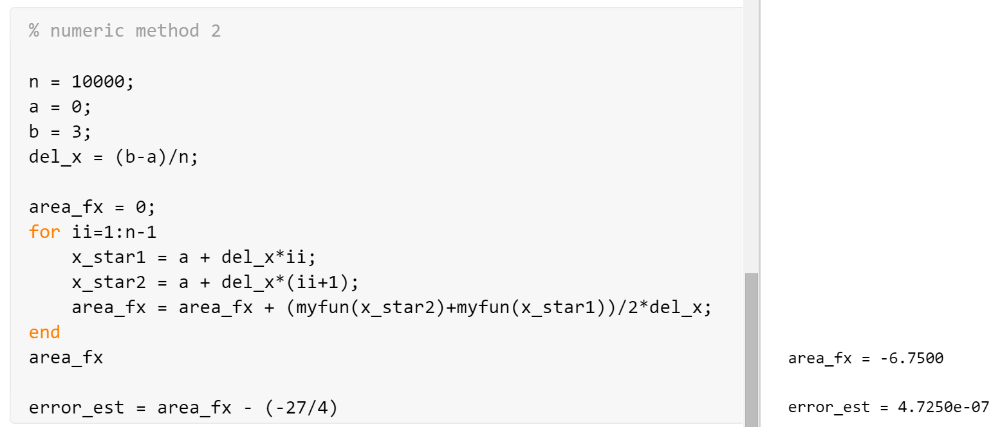 % numeric method 2
n = 10000;
a = 0;
b = 3;
del_x = (b-a)/n;
area_fx = 0;
for ii=1:n-1
    x_star1 = a + del_x*ii;
    x_star2 = a + del_x*(ii+1);
    area_fx = area_fx + (myfun(x_star2)+myfun(x_star1))/2*del_x;
end
area_fx
error_est = area_fx - (-27/4)
area_fx = -6.7500
error_est = 4.7250e-07